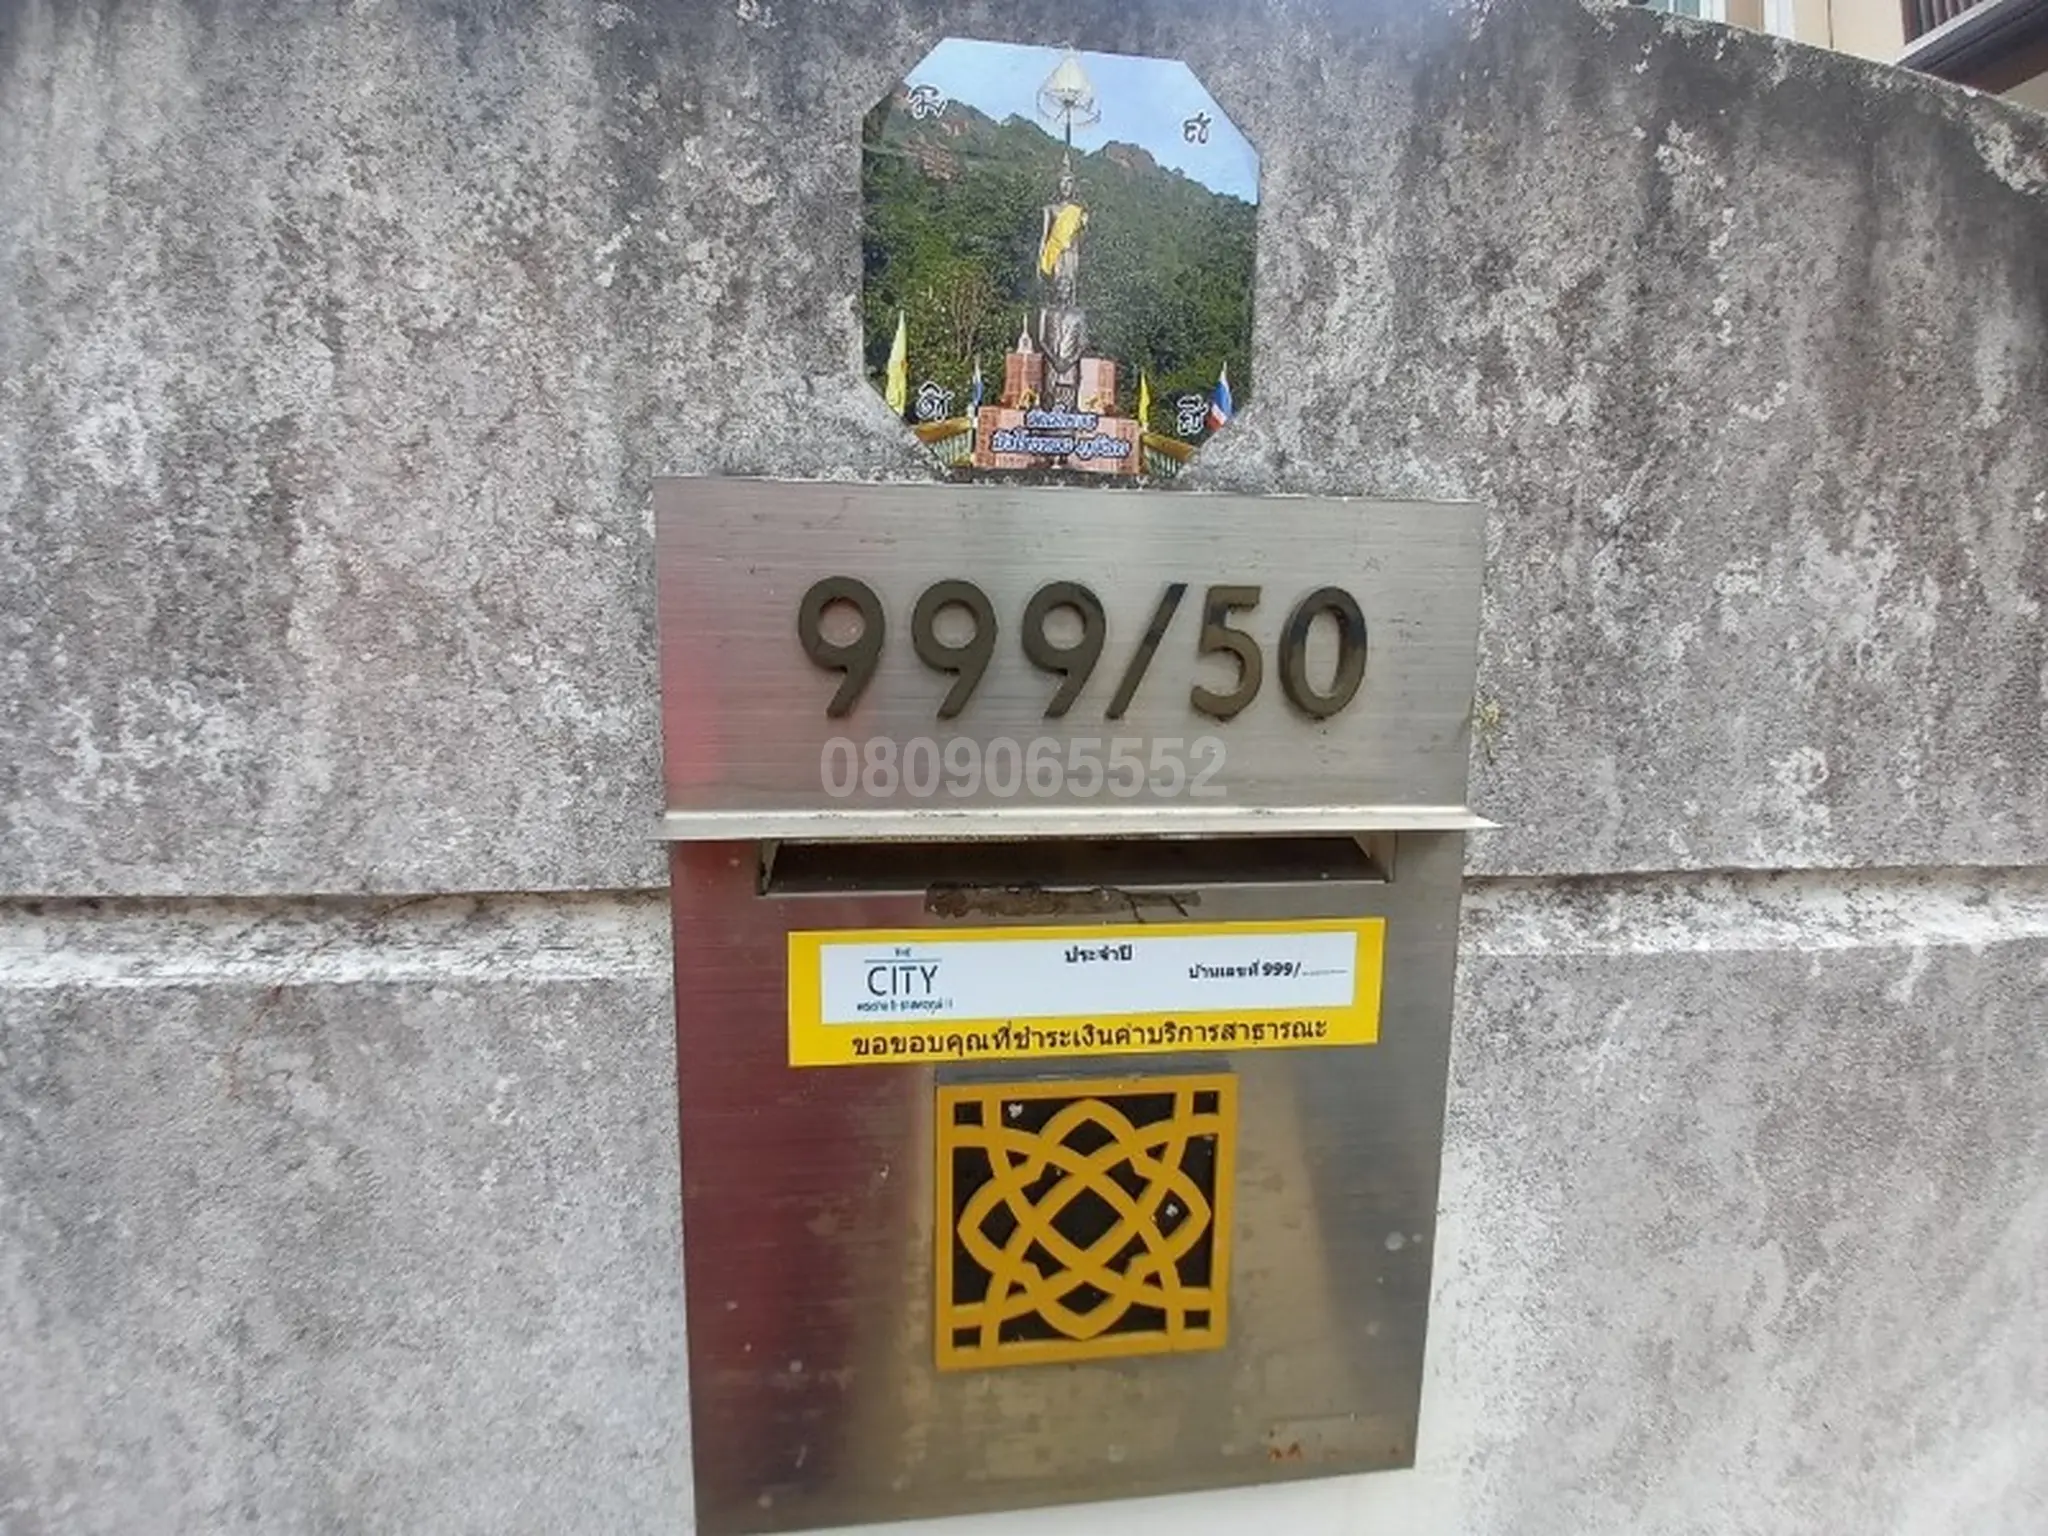 999/50
0809065552
THE
CITY
ประจำปี
บ้านเลขที่ 999/
ขอขอบคุณที่ชำระเงินค่าบริการสาธารณะ